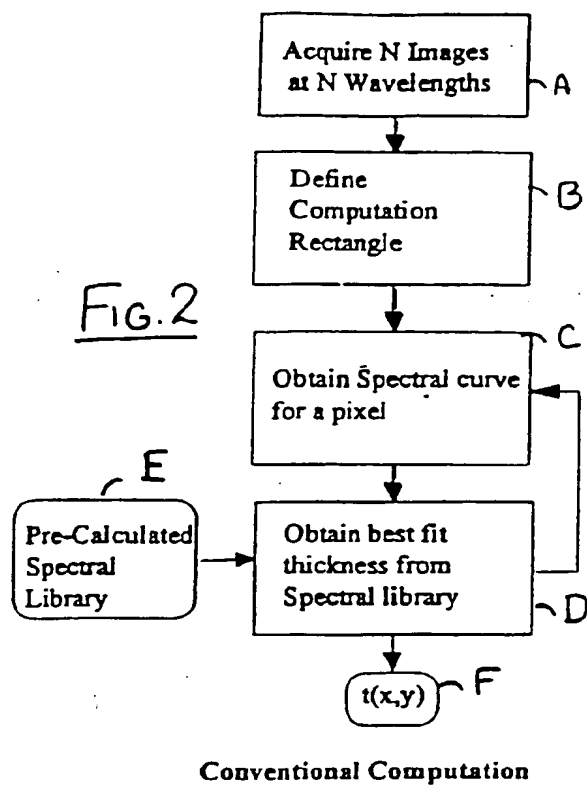 Acquire N Images
at N Wavelengths
A
Define
Computation
Rectangle
B
FIG.2
C
Obtain Spectral curve
for a pixel
E
Pre-Calculated
Spectral
Library
Obtain best fit
thickness from
Spectral library
D
t(x,y)
F
Conventional Computation